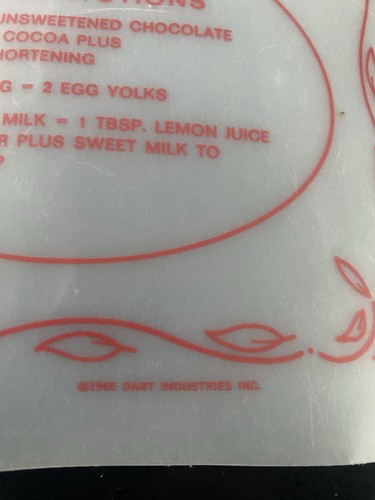 UNSWEETENED CHOCOLATE
COCOA PLUS
HORTENING
G = 2 EGG YOLKS
MILK = 1 TBSP. LEMON JUICE
R PLUS SWEET MILK TO
DART INDUSTRIES INC.